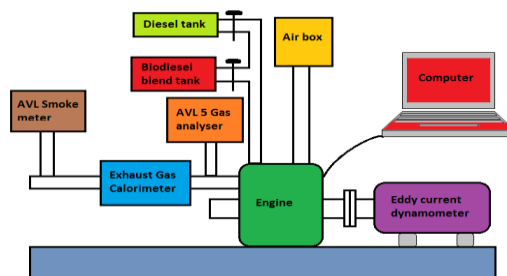 Diesel tank
Air box
Biodiesel
blend tank
Computer
AVL Smoke
meter
AVL 5 Gas
analyser
Exhaust Gas
Calorimeter
Engine
Eddy current
dynamometer